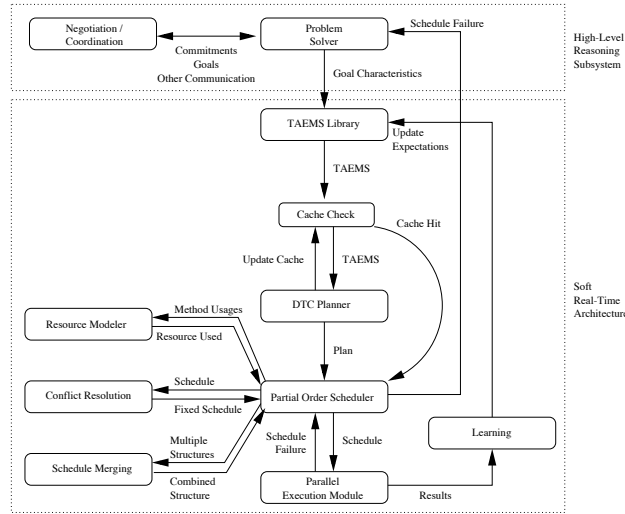 Negotiation /
Coordination
Commitments
Goals
Other Communication
Problem
Solver
Schedule Failure
High-Level
Reasoning
Subsystem
Goal Characteristics
TAEMS Library
Update
Expectations
TAEMS
Cache Check
Cache Hit
Update Cache
TAEMS
DTC Planner
Soft
Real-Time
Architecture
Method Usages
Resource Modeler
Resource Used
Plan
Schedule
Conflict Resolution
Fixed Schedule
Partial Order Scheduler
Multiple
Structures
Schedule Merging
Combined
Structure
Schedule
Failure
Schedule
Learning
Parallel
Execution Module
Results